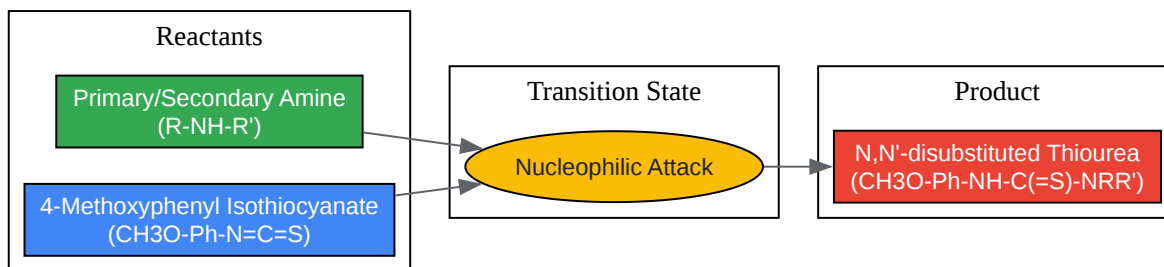 Reactants
Primary/Secondary Amine
(R-NH-R')
4-Methoxyphenyl Isothiocyanate
(CH3O-Ph-N=C=S)
Transition State
Nucleophilic Attack
Product
N,N'-disubstituted Thiourea
(CH3O-Ph-NH-C(=S)-NRR')